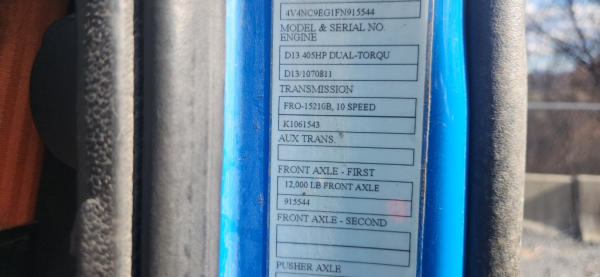 4V4NC9EG1FN915544
MODEL & SERIAL NO.
ENGINE
D13 405HP DUAL-TORQU
D13/1070811
TRANSMISSION
FRO-15210B, 10 SPEED
K1061543
AUX TRANS.
FRONT AXLE - FIRST
12,000 LB FRONT AXLE
915544
FRONT AXLE - SECOND
PUSHER AXLE